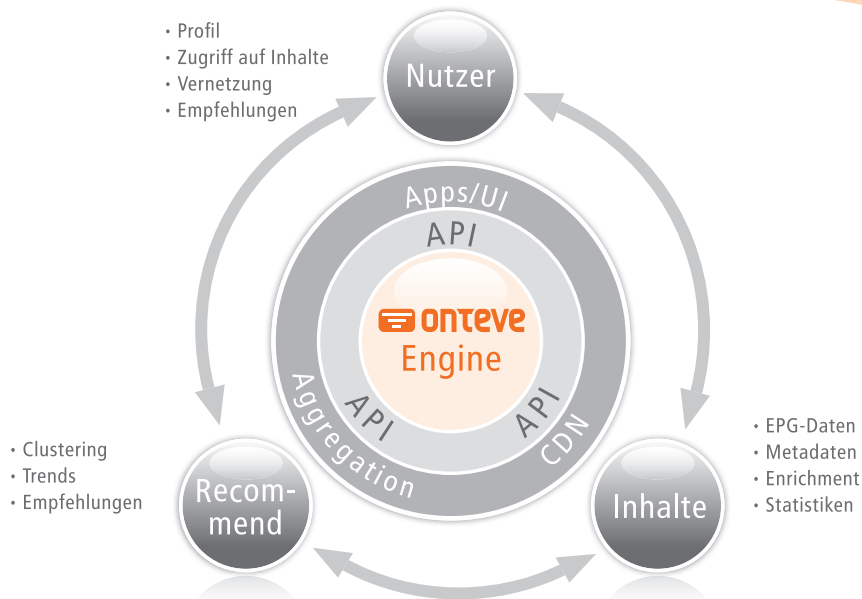 • Profil
• Zugriff auf Inhalte
• Vernetzung
• Empfehlungen
Nutzer
Apps/UI
API
onteve
Engine
API
API
Aggregation
CDN
• Clustering
• Trends
• Empfehlungen
Recom-
mend
Inhalte
• EPG-Daten
• Metadaten
• Enrichment
• Statistiken